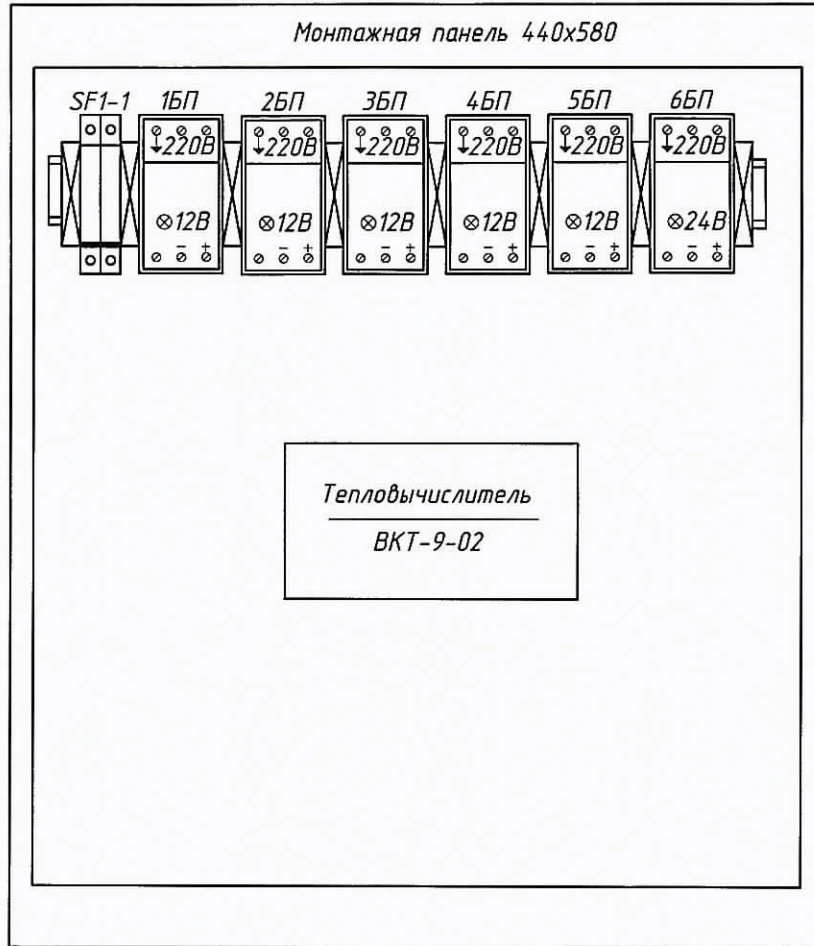 Монтажная панель 440x580
SF1-1 1БП 2БП 3БП 4БП 5БП 6БП
220В 220В 220В 220В 220В 220В
12В 12В 12В 12В 12В 24В
- + - + - + - + - + - +
Тепловычислитель
ВКТ-9-02